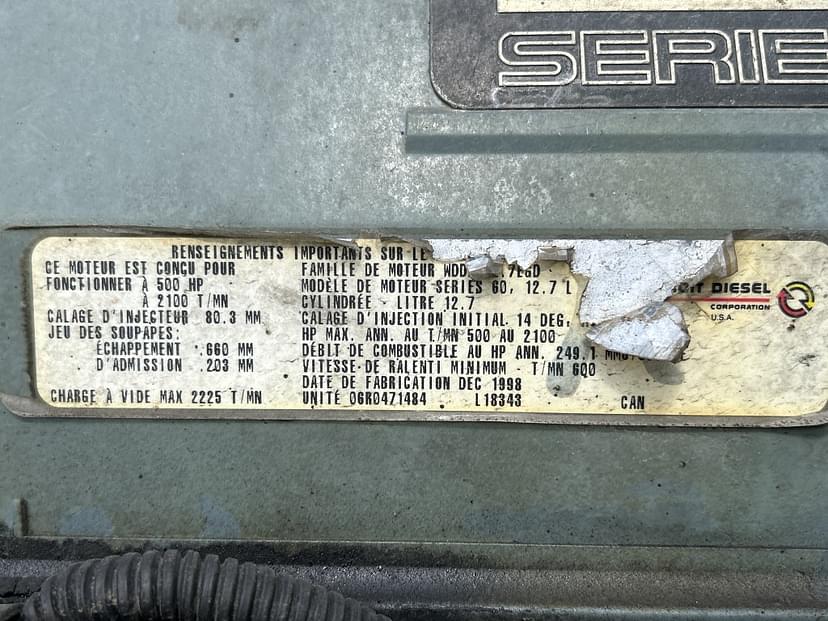 SERIE
RENSEIGNEMENTS IMPORTANTS SUR LE
CE MOTEUR EST CONÇU POUR
FONCTIONNER À 500 HP
À 2100 T/MN
CALAGE D'INJECTEUR 80.3 MM
JEU DES SOUPAPES:
ÉCHAPPEMENT .660 MM
D'ADMISSION .203 MM
CHARGE À VIDE MAX 2225 T/MN
FAMILLE DE MOTEUR WDD 7EGD
MODÈLE DE MOTEUR SERIES 60, 12.7 L
CYLINDRÉE - LITRE 12.7
CALAGE D'INJECTION INITIAL 14 DEG.
HP MAX. ANN. AU T/MN 500 AU 2100
DÉBIT DE COMBUSTIBLE AU HP ANN. 249.1
VITESSE DE RALENTI MINIMUM - T/MN 600
DATE DE FABRICATION DEC 1998
UNITÉ 06R0471484 L18343 CAN
OIT DIESEL
CORPORATION
U.S.A.